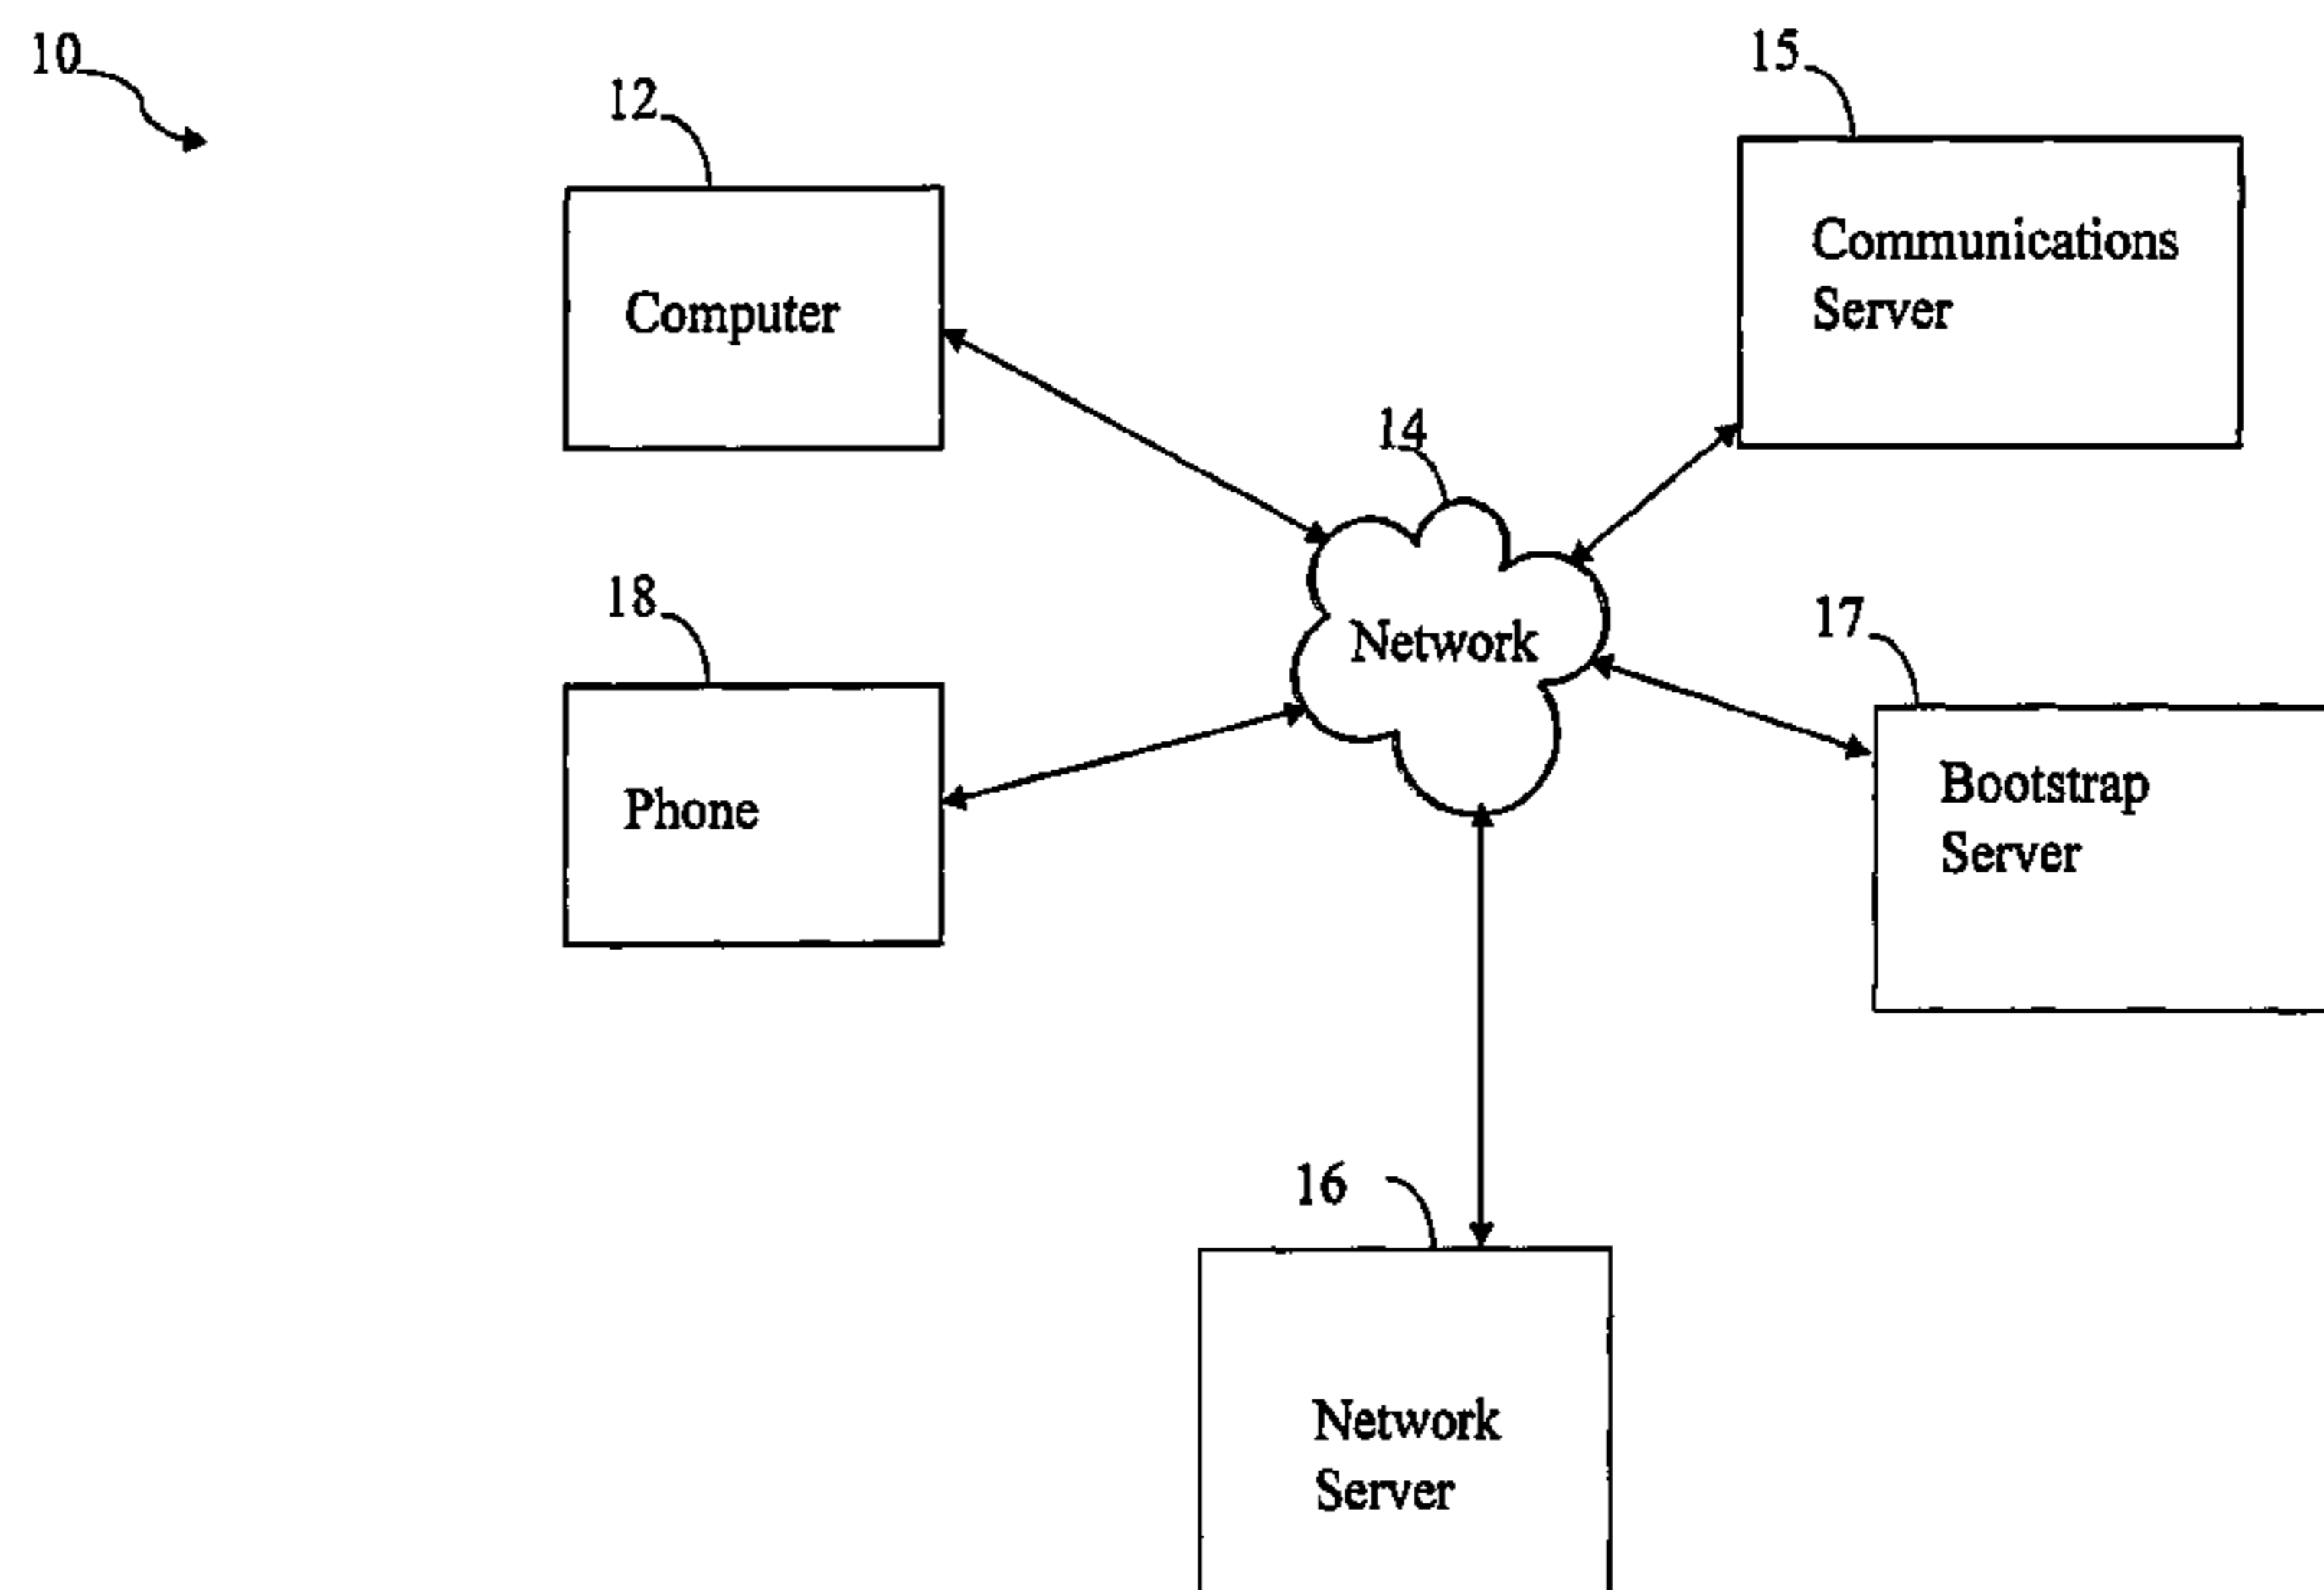 10
15
12
Communications
Server
Computer
14
18
17
Network
Bootstrap
Server
Phone
16
Network
Server